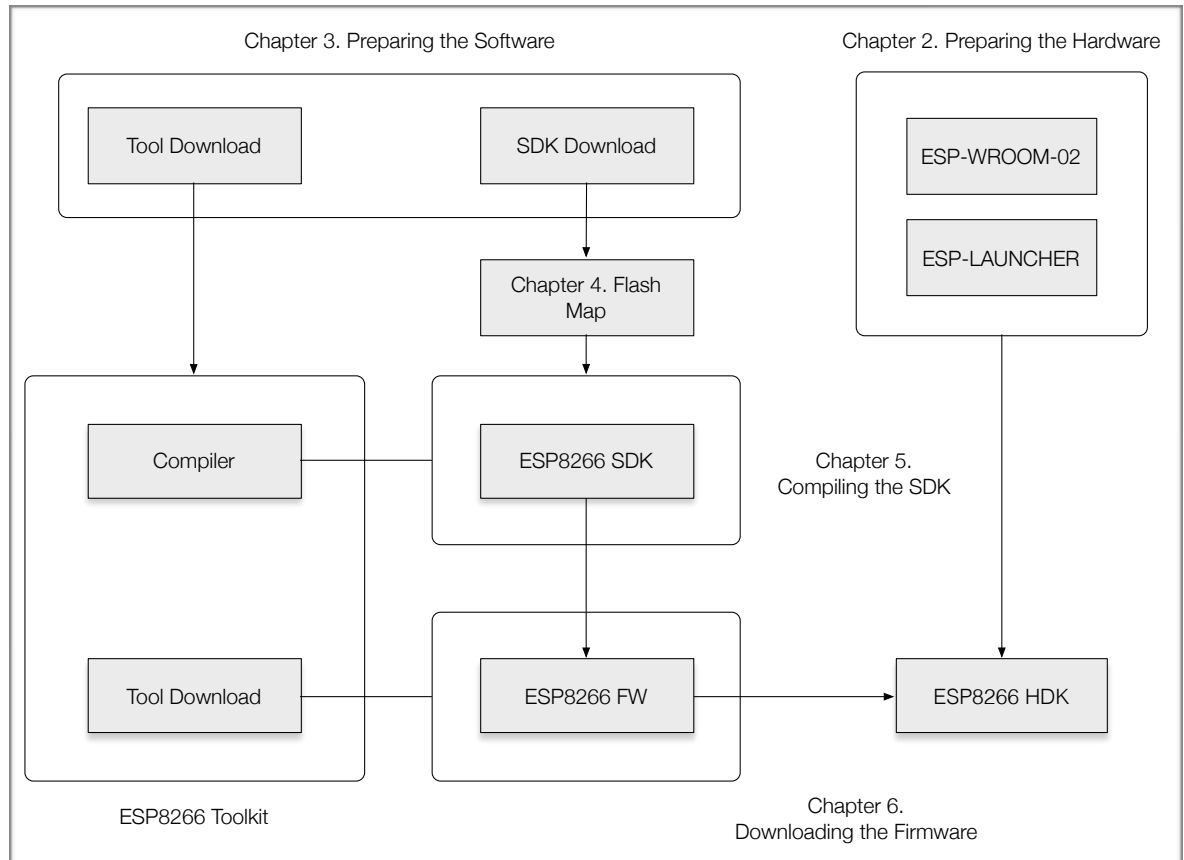 Chapter 3. Preparing the Software
Chapter 2. Preparing the Hardware
Tool Download
SDK Download
ESP-WROOM-02
ESP-LAUNCHER
Chapter 4. Flash
Map
Compiler
ESP8266 SDK
Chapter 5.
Compiling the SDK
Tool Download
ESP8266 FW
ESP8266 HDK
ESP8266 Toolkit
Chapter 6.
Downloading the Firmware